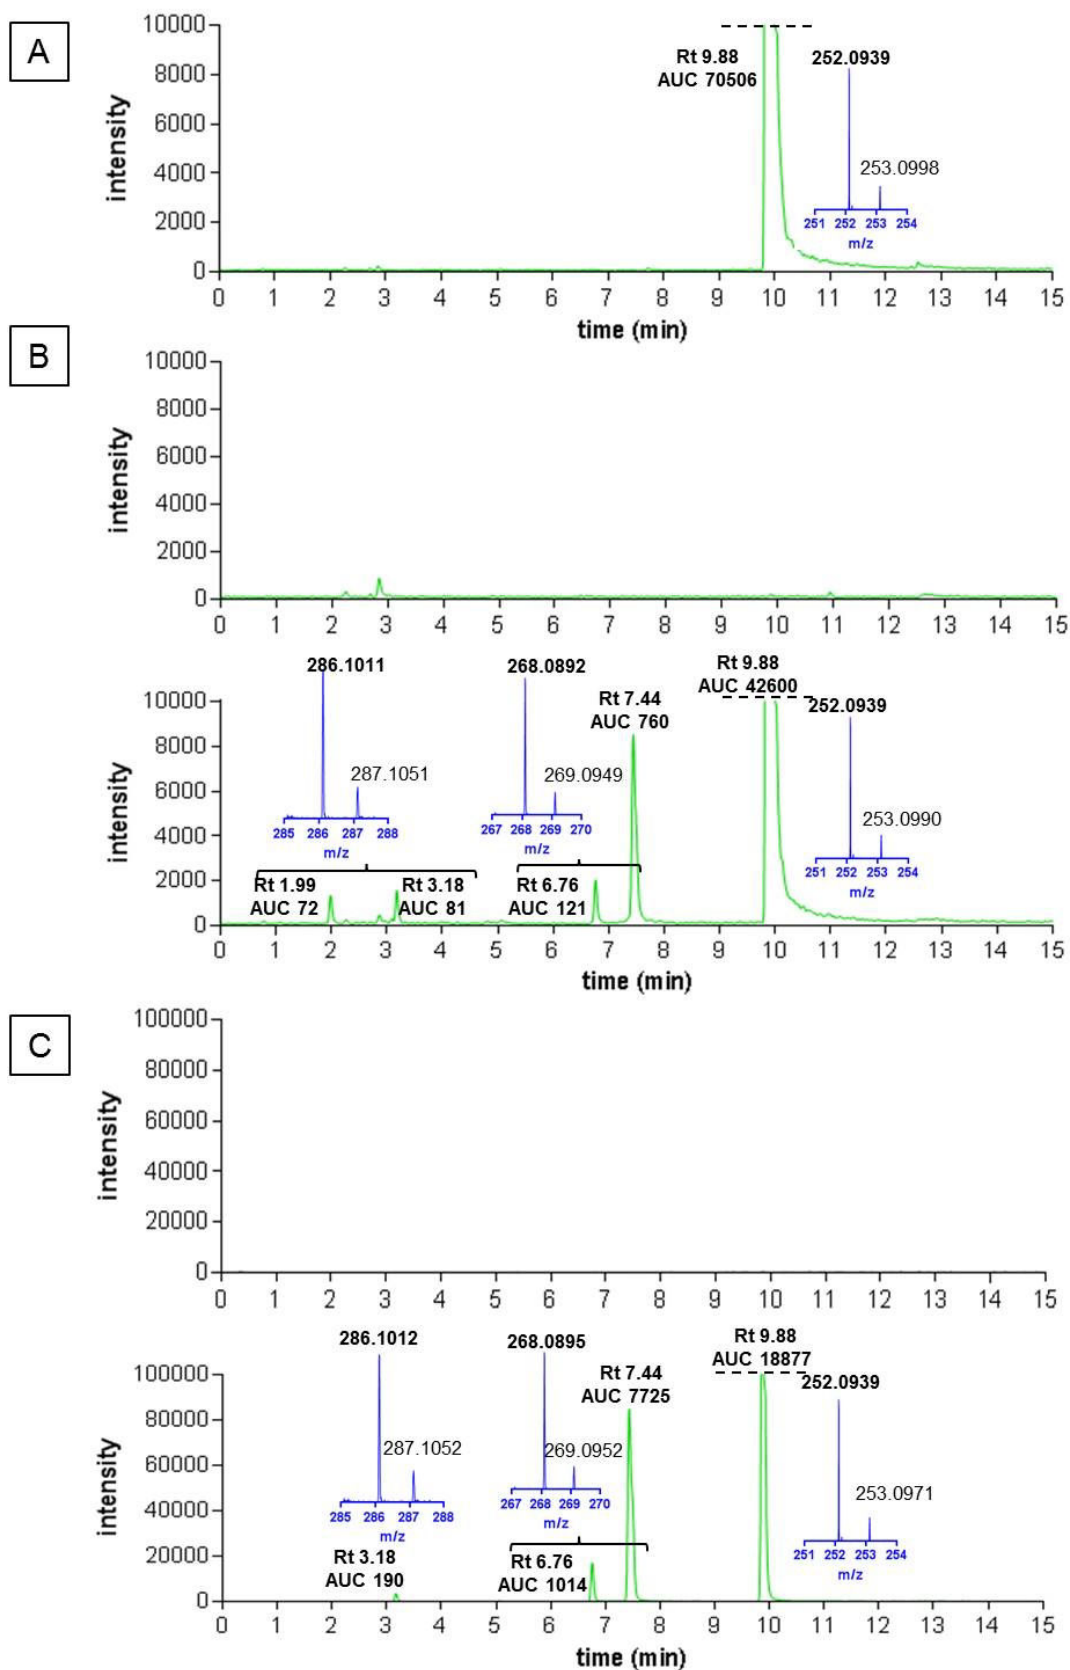 A
10000
8000
6000
4000
2000
0
intensity
Rt 9.88
AUC 70506
252.0939
253.0998
251 252 253 254
m/z
0 1 2 3 4 5 6 7 8 9 10 11 12 13 14 15
time (min)
B
10000
8000
6000
4000
2000
0
intensity
0 1 2 3 4 5 6 7 8 9 10 11 12 13 14 15
10000
8000
6000
4000
2000
0
intensity
286.1011
287.1051
285 286 287 288
m/z
Rt 1.99
AUC 72
Rt 3.18
AUC 81
268.0892
269.0949
267 268 269 270
m/z
Rt 6.76
AUC 121
Rt 7.44
AUC 760
Rt 9.88
AUC 42600
252.0939
253.0990
251 252 253 254
m/z
0 1 2 3 4 5 6 7 8 9 10 11 12 13 14 15
time (min)
C
100000
80000
60000
40000
20000
0
intensity
0 1 2 3 4 5 6 7 8 9 10 11 12 13 14 15
100000
80000
60000
40000
20000
0
intensity
286.1012
287.1052
285 286 287 288
m/z
Rt 3.18
AUC 190
268.0895
269.0952
267 268 269 270
m/z
Rt 6.76
AUC 1014
Rt 7.44
AUC 7725
Rt 9.88
AUC 18877
252.0939
253.0971
251 252 253 254
m/z
0 1 2 3 4 5 6 7 8 9 10 11 12 13 14 15
time (min)